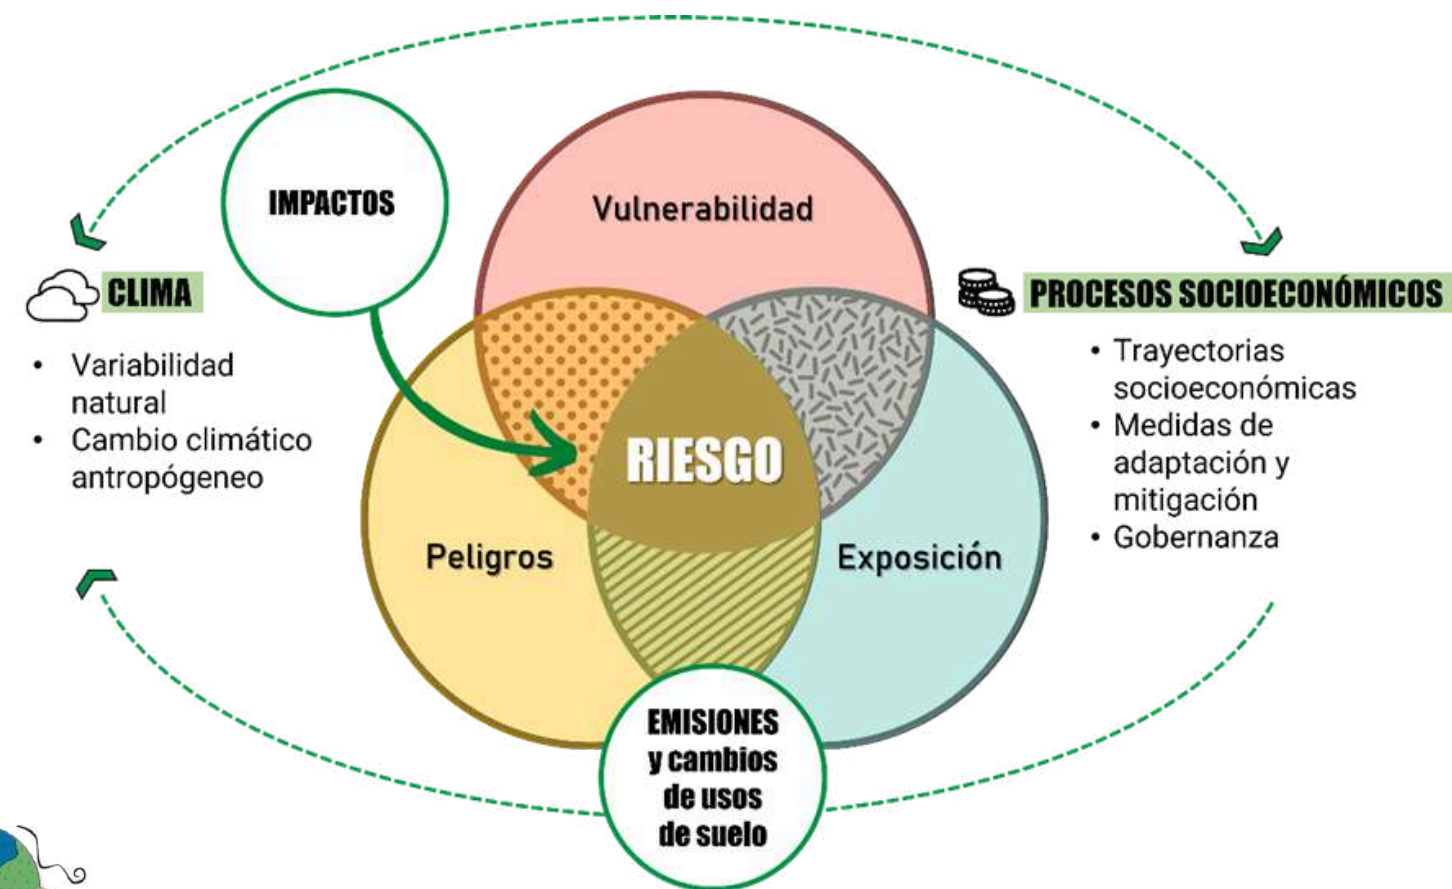 IMPACTOS
Vulnerabilidad
CLIMA
• Variabilidad
natural
• Cambio climático
antropógeneo
PROCESOS SOCIOECONÓMICOS
• Trayectorias
socioeconómicas
• Medidas de
adaptación y
mitigación
• Gobernanza
RIESGO
Peligros
Exposición
EMISIONES
y cambios
de usos
de suelo